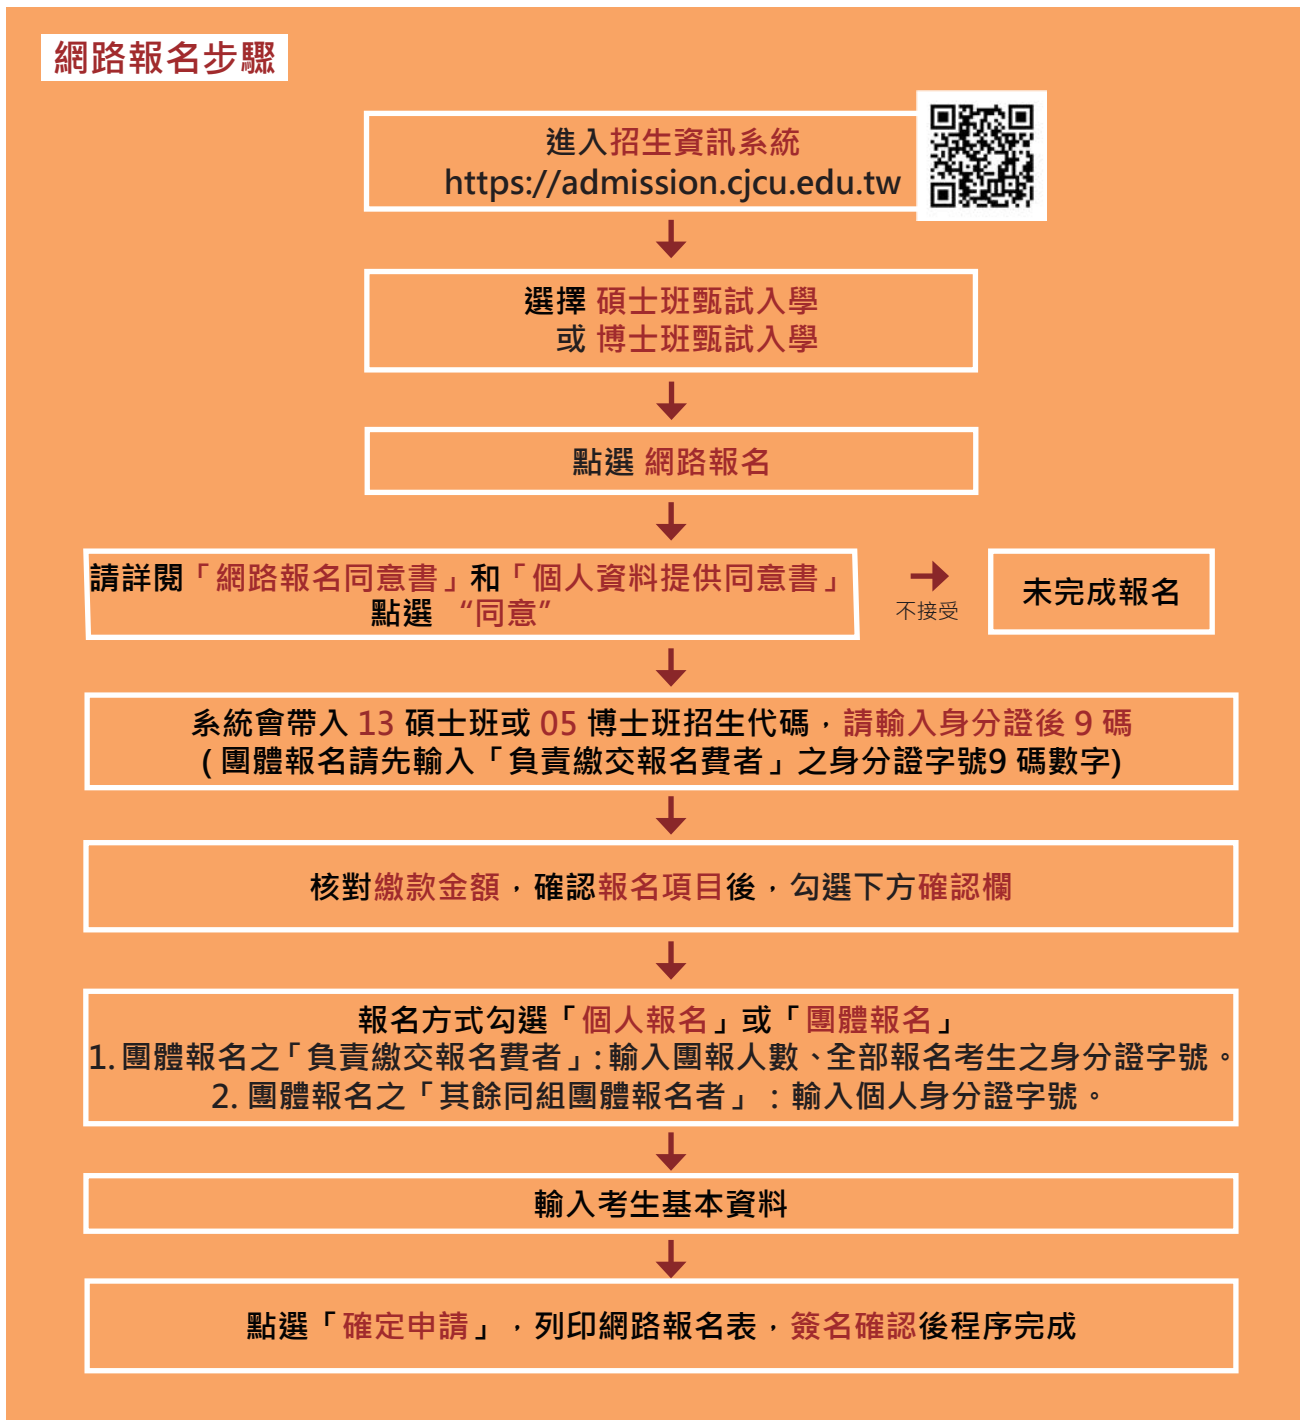 網路報名步驟
進入招生資訊系統
https://admission.cjcu.edu.tw
選擇 碩士班甄試入學
或 博士班甄試入學
點選 網路報名
請詳閱「網路報名同意書」和「個人資料提供同意書」
點選 “同意”
不接受
未完成報名
系統會帶入 13 碩士班或 05 博士班招生代碼，請輸入身分證後 9 碼
( 團體報名請先輸入「負責繳交報名費者」之身分證字號9 碼數字)
核對繳款金額，確認報名項目後，勾選下方確認欄
報名方式勾選「個人報名」或「團體報名」
1. 團體報名之「負責繳交報名費者」: 輸入團報人數、全部報名考生之身分證字號。
2. 團體報名之「其餘同組團體報名者」 : 輸入個人身分證字號。
輸入考生基本資料
點選「確定申請」，列印網路報名表，簽名確認後程序完成